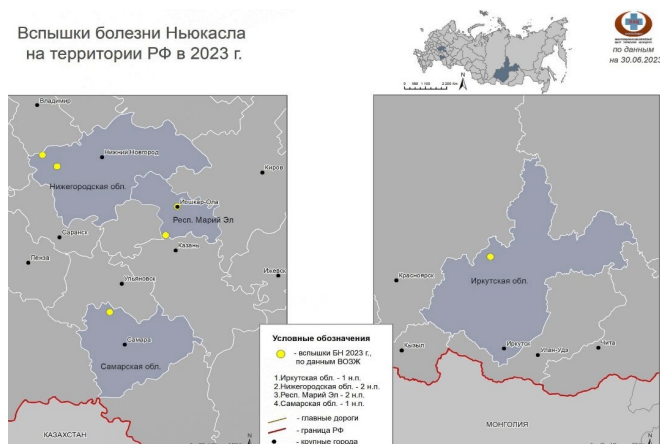 Вспышки болезни Ньюкасла
на территории РФ в 2023 г.
по данным
на 30.06.2023
Владимир
Нижний Новгород
Нижегородская обл.
Киров
Йошкар-Ола
Респ. Марий Эл
Саранск
Казань
Пенза
Ульяновск
Ижевск
Самара
Самарская обл.
КАЗАХСТАН
Красноярск
Иркутская обл.
Кызыл
Иркутск
Улан-Удэ
Чита
МОНГОЛИЯ
Условные обозначения
- вспышки БН 2023 г.,
по данным ВОЗЖ
1.Иркутская обл. - 1 н.п.
2.Нижегородская обл. - 2 н.п.
3.Респ. Марий Эл - 2 н.п.
4.Самарская обл. - 1 н.п.
- главные дороги
- граница РФ
- крупные города